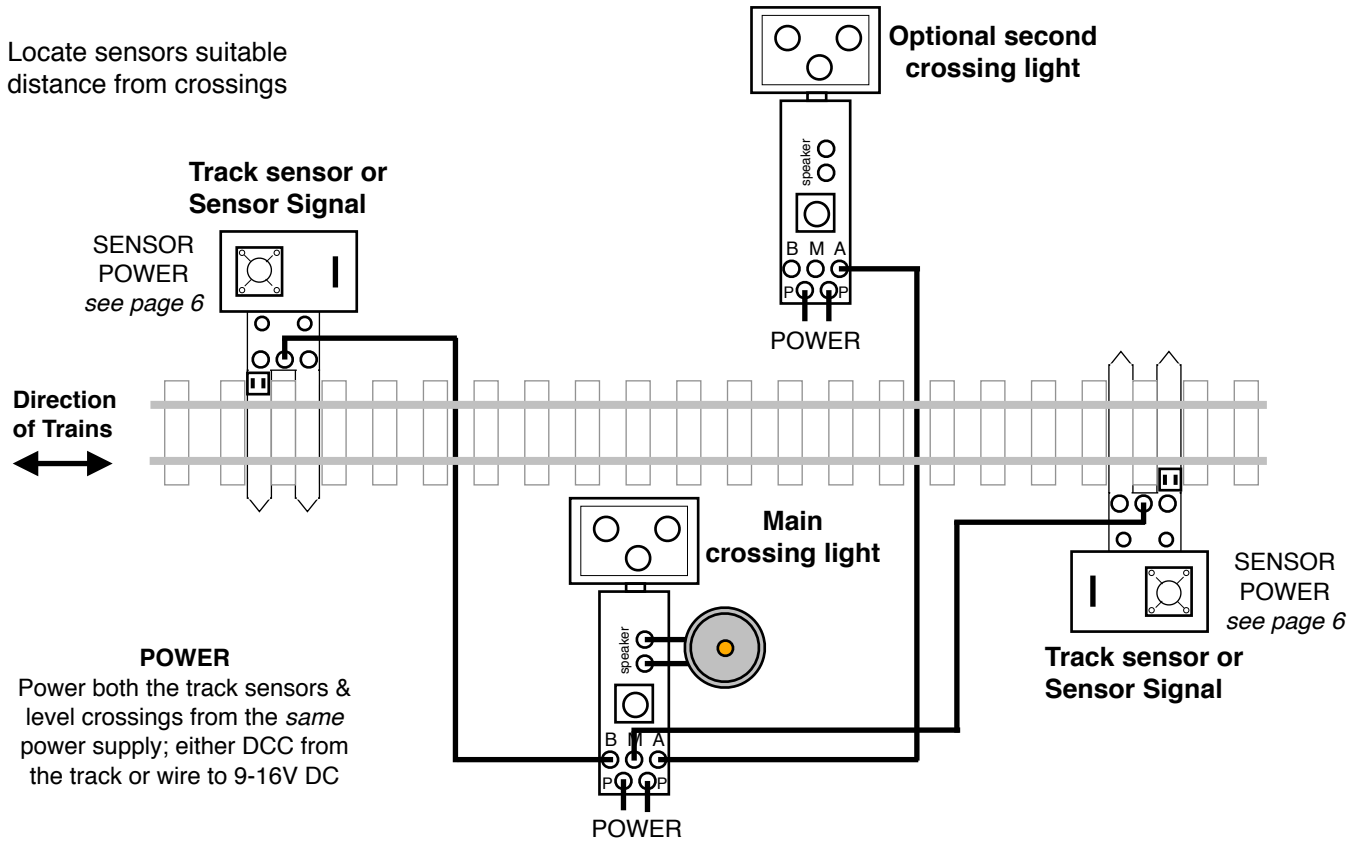 Locate sensors suitable
distance from crossings
Optional second
crossing light
speaker
B M A
P P
POWER
Track sensor or
Sensor Signal
SENSOR
POWER
see page 6
Direction
of Trains
Main
crossing light
speaker
B M A
P P
POWER
SENSOR
POWER
see page 6
Track sensor or
Sensor Signal
POWER
Power both the track sensors &
level crossings from the same
power supply; either DCC from
the track or wire to 9-16V DC